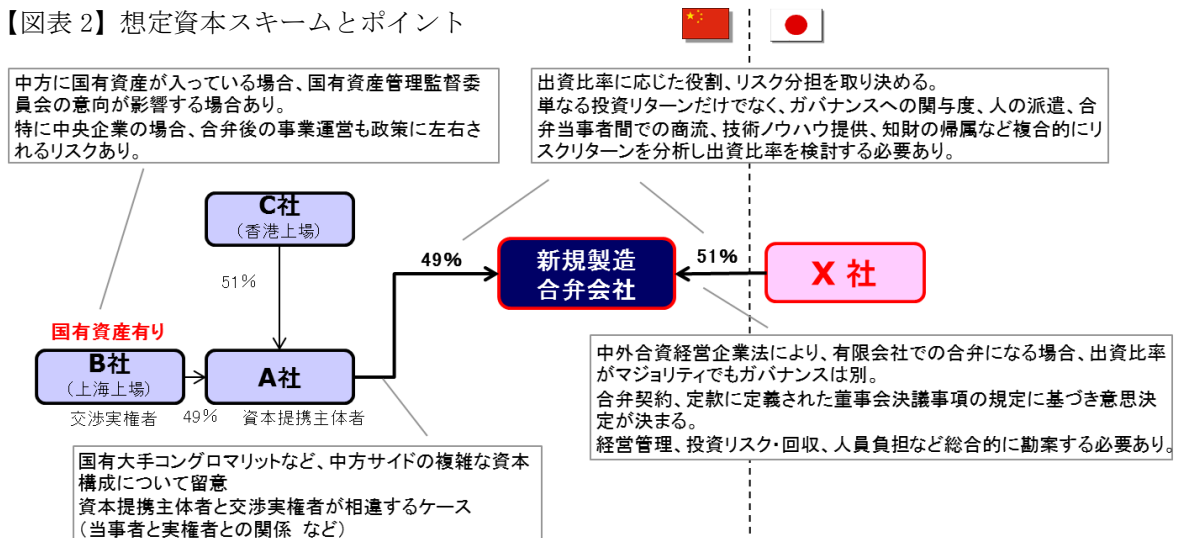 【図表 2】想定資本スキームとポイント
中方に国有資産が入っている場合、国有資産管理監督委
員会の意向が影響する場合あり。
特に中央企業の場合、合弁後の事業運営も政策に左右さ
れるリスクあり。
出資比率に応じた役割、リスク分担を取り決める。
単なる投資リターンだけでなく、ガバナンスへの関与度、人の派遣、合
弁当事者間での商流、技術ノウハウ提供、知財の帰属など複合的にリ
スクリターンを分析し出資比率を検討する必要あり。
C社
（香港上場）
51%
49%
新規製造
合弁会社
51%
X 社
国有資産有り
B社
（上海上場）
交渉実権者
49%
A社
資本提携主体者
中外合資経営企業法により、有限会社での合弁になる場合、出資比率
がマジョリティでもガバナンスは別。
合弁契約、定款に定義された董事会決議事項の規定に基づき意思決
定が決まる。
経営管理、投資リスク・回収、人員負担など総合的に勘案する必要あり。
国有大手コングロマリットなど、中方サイドの複雑な資本
構成について留意
資本提携主体者と交渉実権者が相違するケース
（当事者と実権者との関係 など）